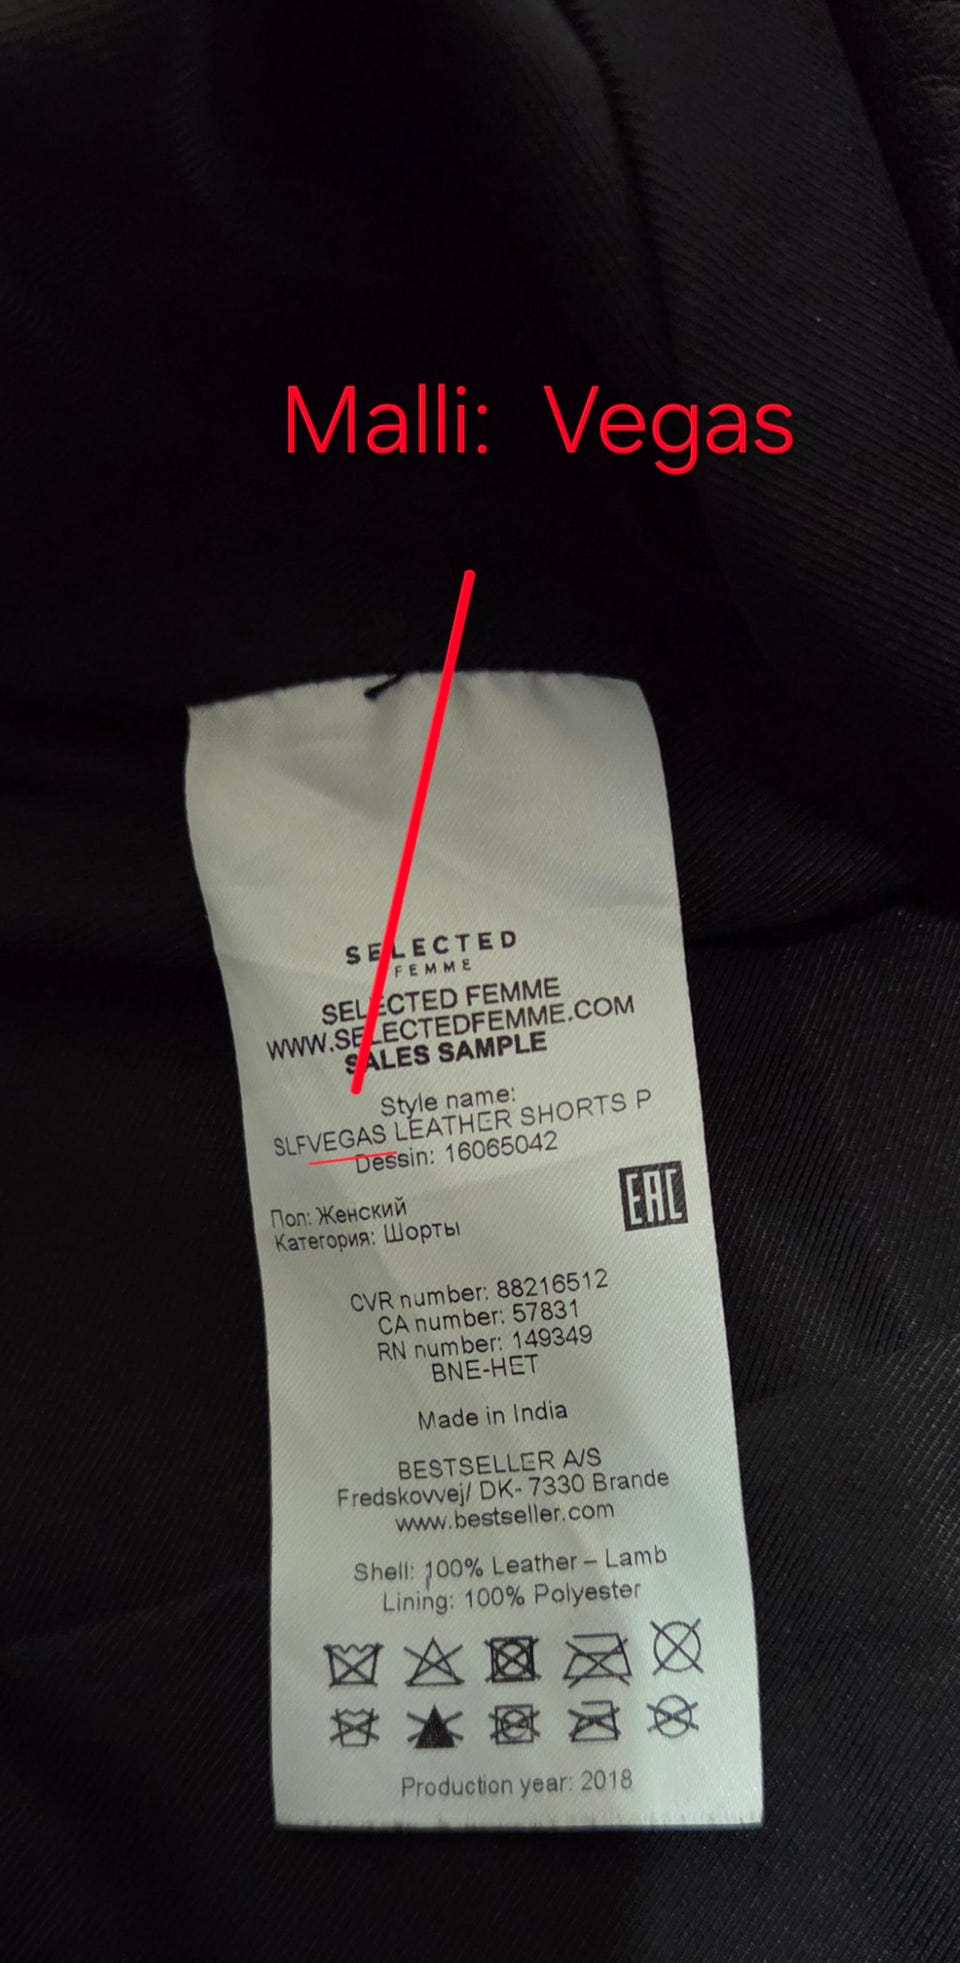 Malli: Vegas
SELECTED
FEMME
SELECTED FEMME
WWW.SELECTEDFEMME.COM
SALES SAMPLE
Style name:
SLFVEGAS LEATHER SHORTS P
Dessin: 16065042
Пол: Женский
Категория: Шорты
EAC
CVR number: 88216512
CA number: 57831
RN number: 149349
BNE-HET
Made in India
BESTSELLER A/S
Fredskovvej/ DK- 7330 Brande
www.bestseller.com
Shell: 100% Leather – Lamb
Lining: 100% Polyester
Production year: 2018